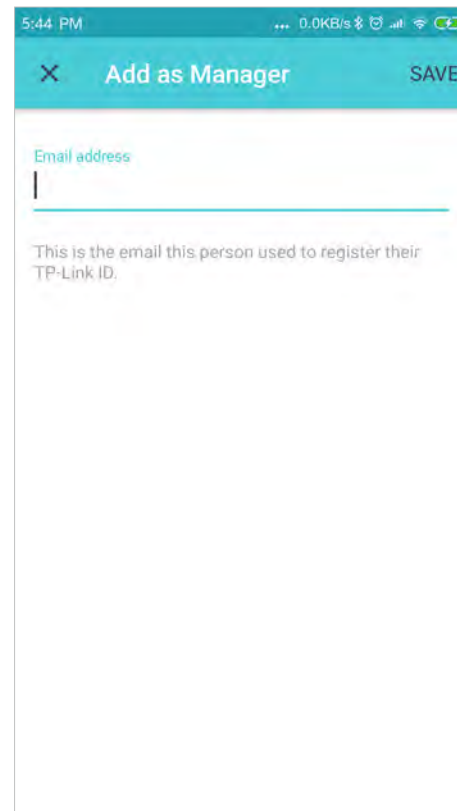 5:44 PM ... 0.0KB/s
Add as Manager SAVE
Email address
This is the email this person used to register their
TP-Link ID.